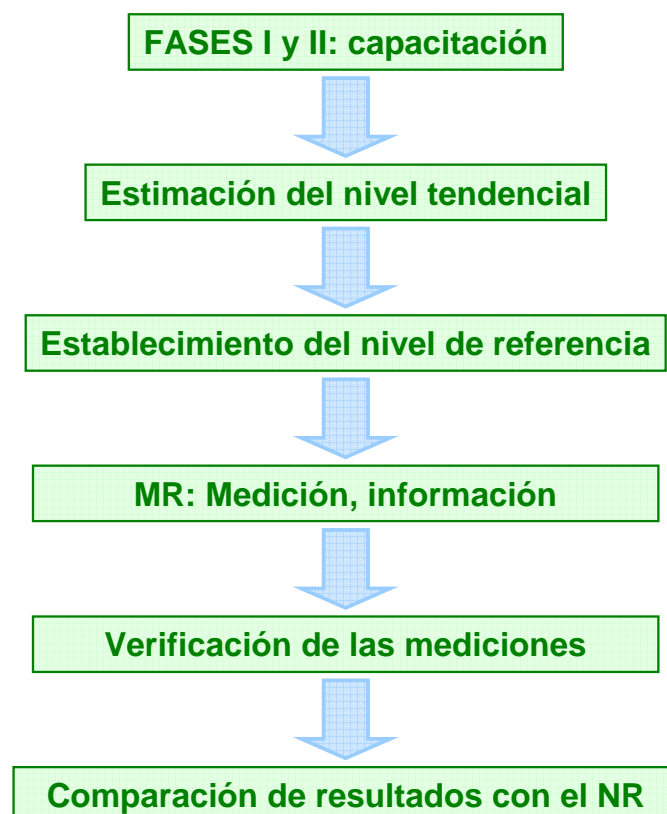 FASES I y II: capacitación
Estimación del nivel tendencial
Establecimiento del nivel de referencia
MR: Medición, información
Verificación de las mediciones
Comparación de resultados con el NR